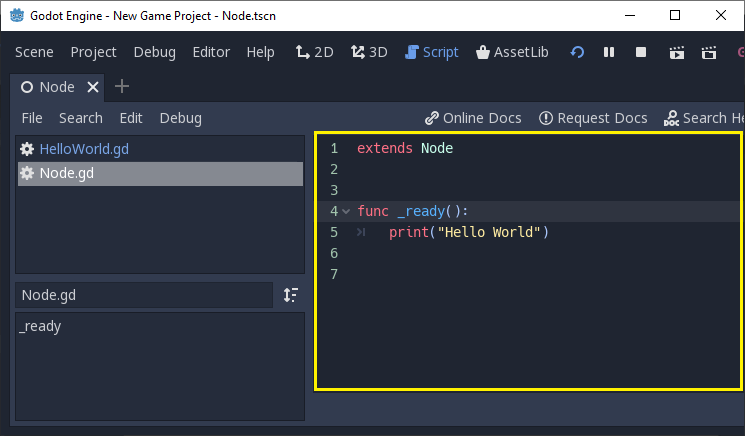 Godot Engine - New Game Project - Node.tscn
Scene Project Debug Editor Help 2D 3D Script AssetLib
Node
File Search Edit Debug Online Docs Request Docs Search He
HelloWorld.gd
Node.gd
Node.gd
_ready
1 extends Node
2
3
4 func _ready():
5 print("Hello World")
6
7